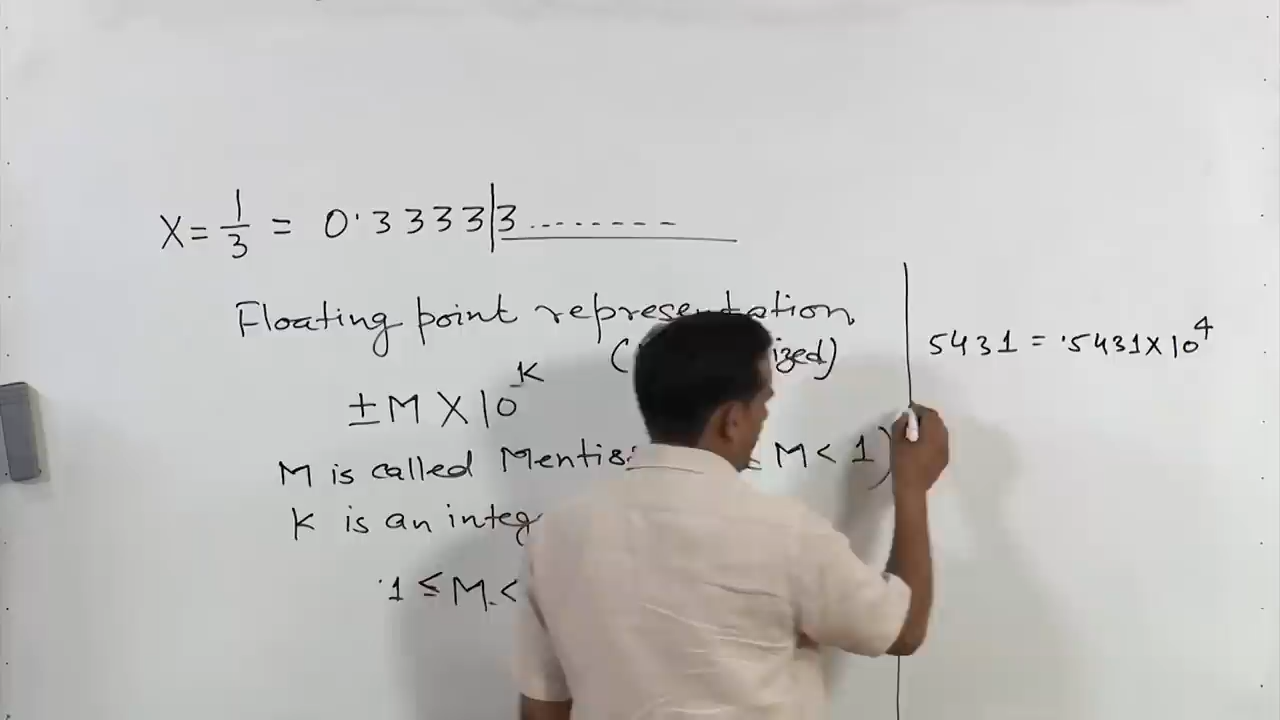 X = 1/3 = 0.3333|3........
Floating point representation
(
ized)
±M X 10^K
M is called Mentis
M < 1)
K is an integ
.1 ≤ M <
5431 = .5431 X 10^4